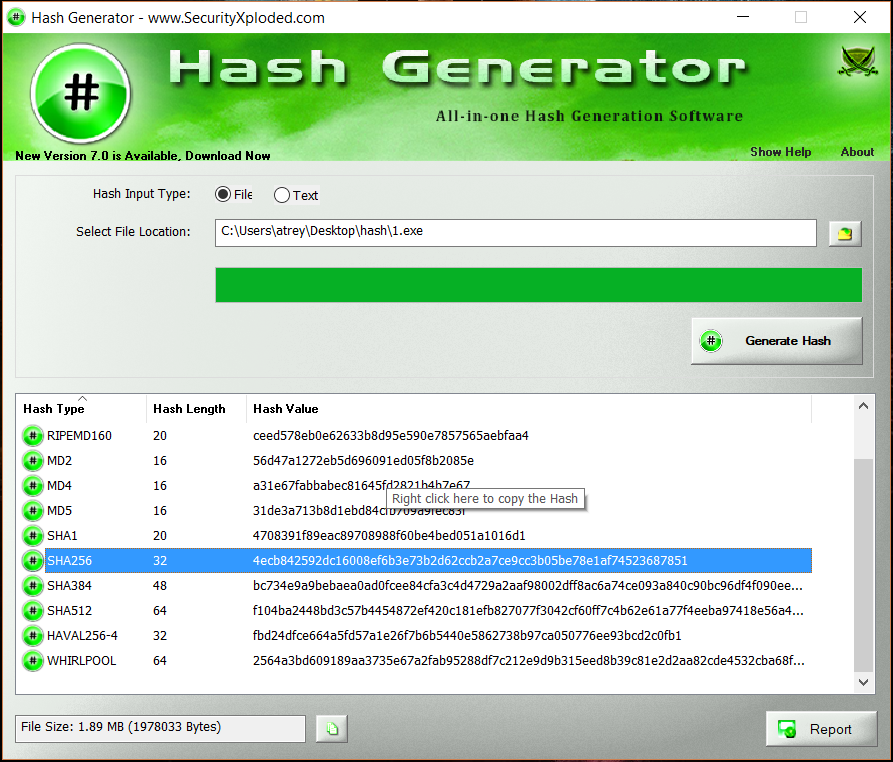 Hash Generator - www.SecurityXploded.com
#
Hash Generator
All-in-one Hash Generation Software
New Version 7.0 is Available, Download Now
Show Help About
Hash Input Type: File Text
Select File Location: C:\Users\atrey\Desktop\hash\1.exe
# Generate Hash
Hash Type Hash Length Hash Value
# RIPEMD160 20 ceed578eb0e62633b8d95e590e7857565aebfaa4
# MD2 16 56d47a1272eb5d696091ed05f8b2085e
# MD4 16 a31e67fabbabec81645fd2821b4b7e67
Right click here to copy the Hash
# MD5 16
# SHA1 20 4708391f89eac89708988f60be4bed051a1016d1
# SHA256 32 4ecb842592dc16008ef6b3e73b2d62ccb2a7ce9cc3b05be78e1af74523687851
# SHA384 48 bc734e9a9bebaea0ad0fcee84cfa3c4d4729a2aaf98002dff8ac6a74ce093a840c90bc96df4f090ee...
# SHA512 64 f104ba2448bd3c57b4454872ef420c181efb827077f3042cf60ff7c4b62e61a77f4eeba97418e56a4...
# HAVAL256-4 32 fbd24dfce664a5fd57a1e26f7b6b5440e5862738b97ca050776ee93bcd2c0fb1
# WHIRLPOOL 64 2564a3bd609189aa3735e67a2fab95288df7c212e9d9b315eed8b39c81e2d2aa82cde4532cba68f...
File Size: 1.89 MB (1978033 Bytes)
Report